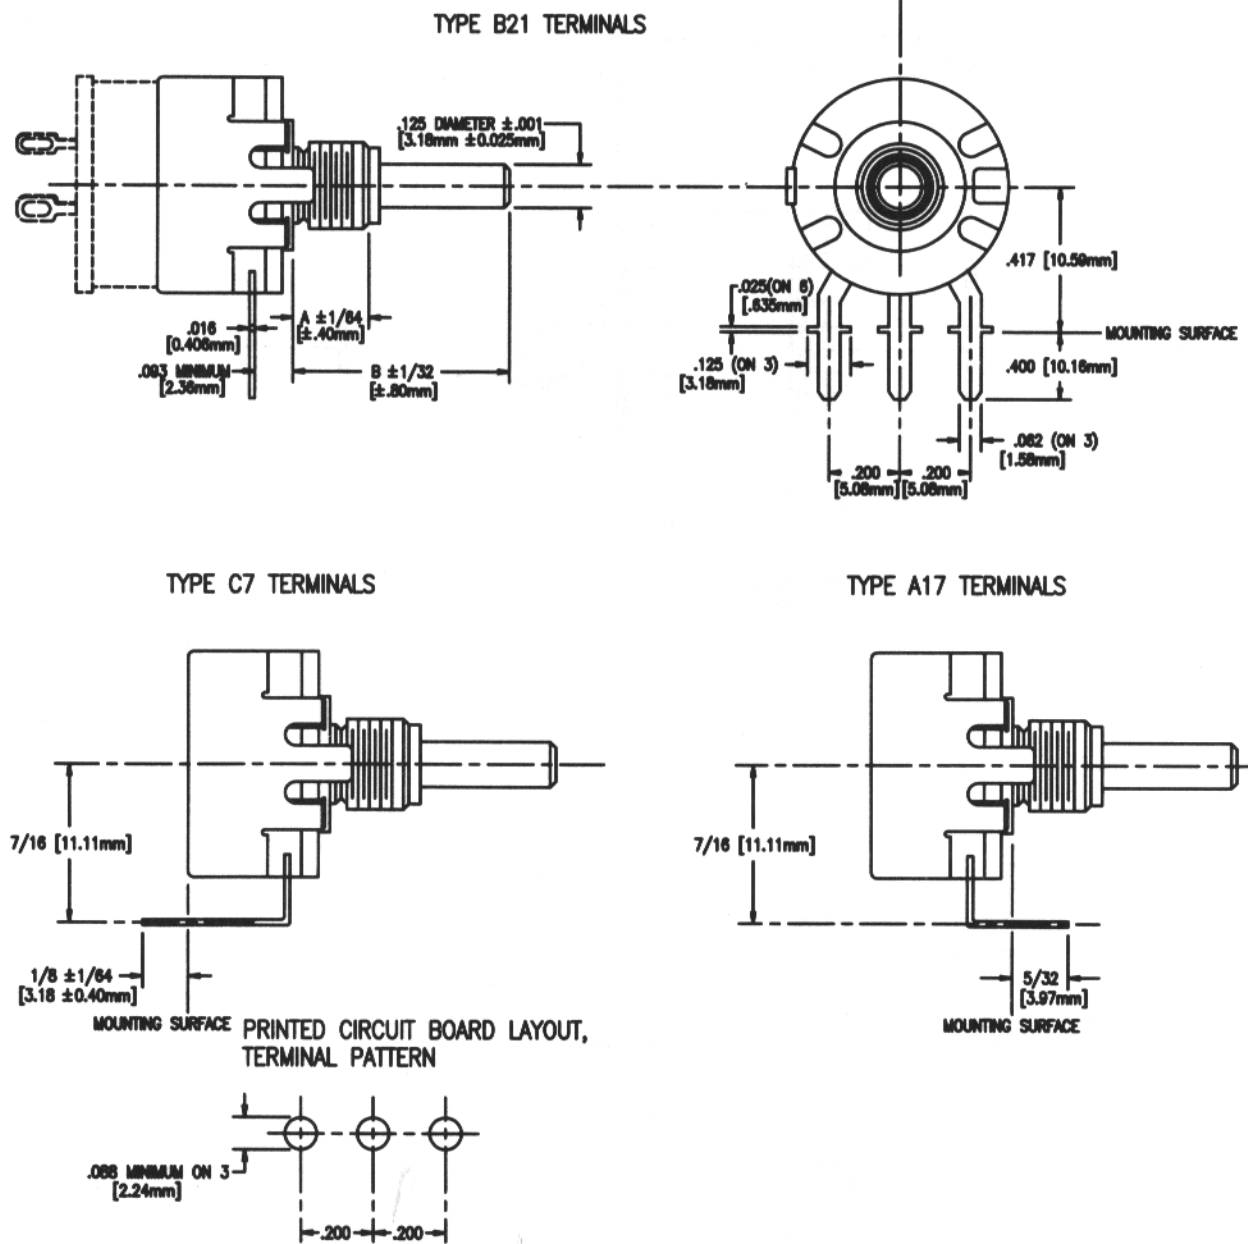 TYPE B21 TERMINALS
.125 DIAMETER ±.001
[3.18mm ±0.025mm]
.016
[0.406mm]
A ±1/64
[±.40mm]
.093 MINIMUM
[2.36mm]
B ±1/32
[±.80mm]
.417 [10.59mm]
.025(ON 6)
[.635mm]
MOUNTING SURFACE
.125 (ON 3)
[3.18mm]
.400 [10.16mm]
.062 (ON 3)
[1.58mm]
.200
[5.08mm]
.200
[5.08mm]
TYPE C7 TERMINALS
TYPE A17 TERMINALS
7/16 [11.11mm]
7/16 [11.11mm]
1/8 ±1/64
[3.18 ±0.40mm]
MOUNTING SURFACE
5/32
[3.97mm]
MOUNTING SURFACE
PRINTED CIRCUIT BOARD LAYOUT,
TERMINAL PATTERN
.088 MINIMUM ON 3
[2.24mm]
.200
.200